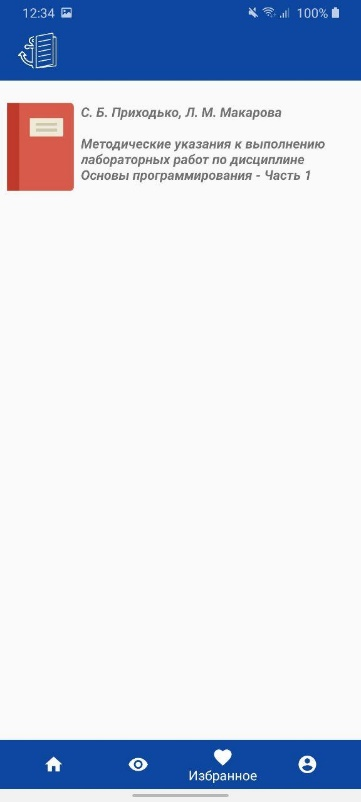 12:34
100%
С. Б. Приходько, Л. М. Макарова
Методические указания к выполнению
лабораторных работ по дисциплине
Основы программирования - Часть 1
Избранное